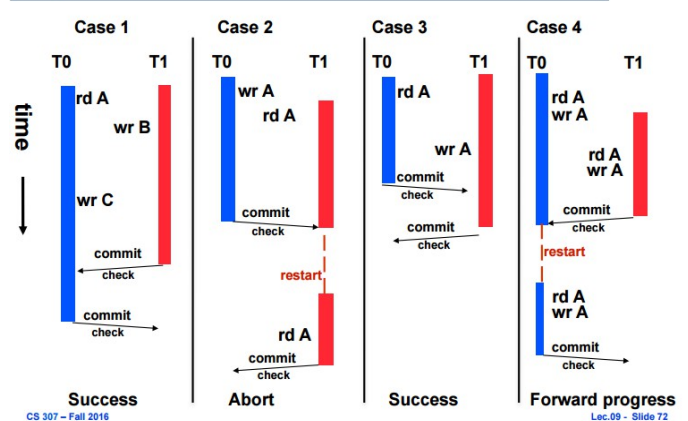 Case 1
Case 2
Case 3
Case 4
time
T0
T1
rd A
wr B
wr C
commit
check
commit
check
Success
T0
T1
wr A
rd A
commit
check
restart
rd A
commit
check
Abort
T0
T1
rd A
wr A
commit
check
commit
check
Success
T0
T1
rd A
wr A
rd A
wr A
commit
check
restart
rd A
wr A
commit
check
Forward progress
CS 307 – Fall 2016
Lec.09 - Slide 72